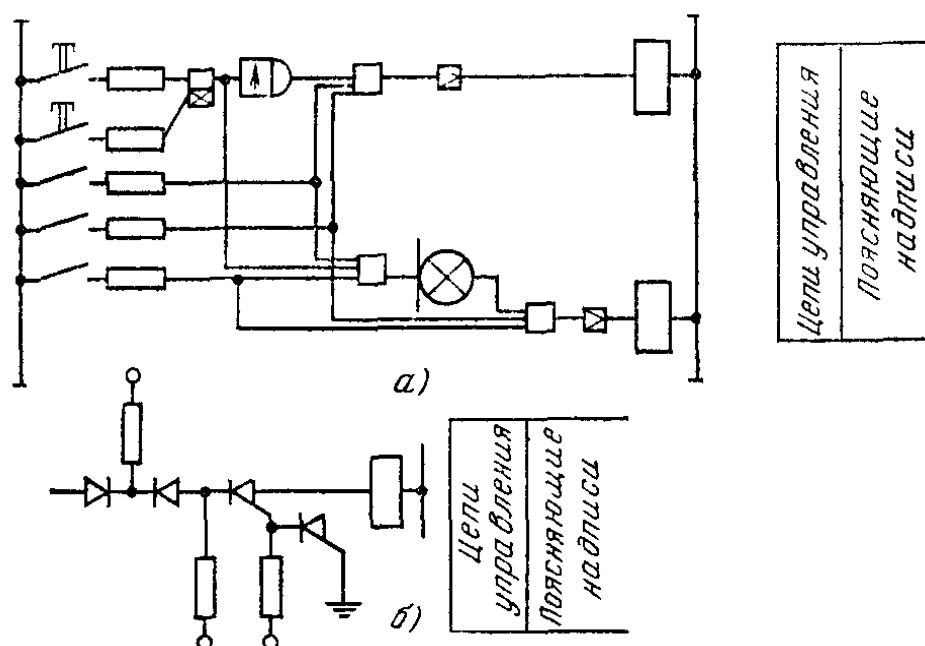 Цепи управления
Поясняющие
надписи
а)
Цепи
управления
Поясняющие
надписи
б)